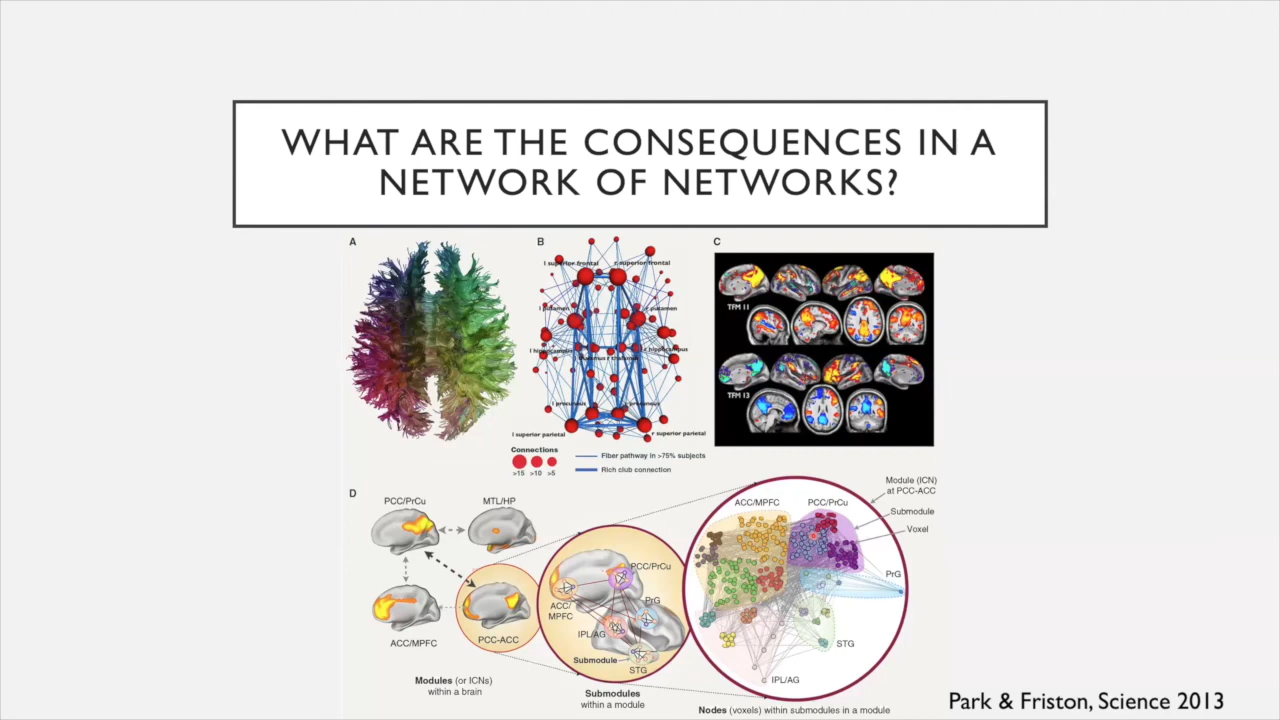 WHAT ARE THE CONSEQUENCES IN A
NETWORK OF NETWORKS?
A
B
C
l superior frontal
r superior frontal
l putamen
r putamen
l hippocampus
r hippocampus
l thalamus r thalamus
l precuneus
r precuneus
l superior parietal
r superior parietal
Connections
>15 >10 >5
Fiber pathway in >75% subjects
Rich club connection
TFM 11
TFM 13
D
PCC/PrCu
MTL/HP
ACC/MPFC
PCC-ACC
Modules (or ICNs)
within a brain
PCC/PrCu
ACC/
MPFC
PrG
IPL/AG
Submodule
STG
Submodules
within a module
ACC/MPFC
PCC/PrCu
Module (ICN)
at PCC-ACC
Submodule
Voxel
PrG
STG
IPL/AG
Nodes (voxels) within submodules in a module
Park & Friston, Science 2013